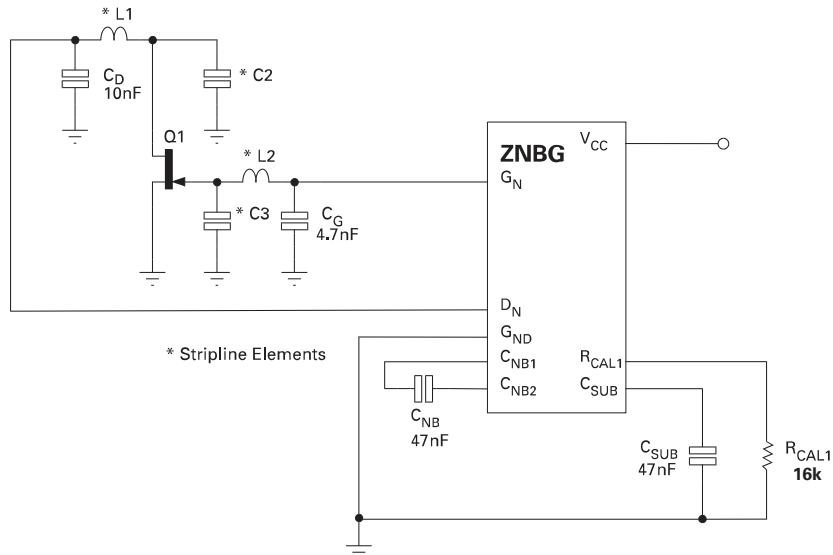 * L1
C_D
10nF
* C2
Q1
* L2
* C3
C_G
4.7nF
ZNBG
V_CC
G_N
D_N
G_ND
C_NB1
C_NB2
R_CAL1
C_SUB
* Stripline Elements
C_NB
47nF
C_SUB
47nF
R_CAL1
16k